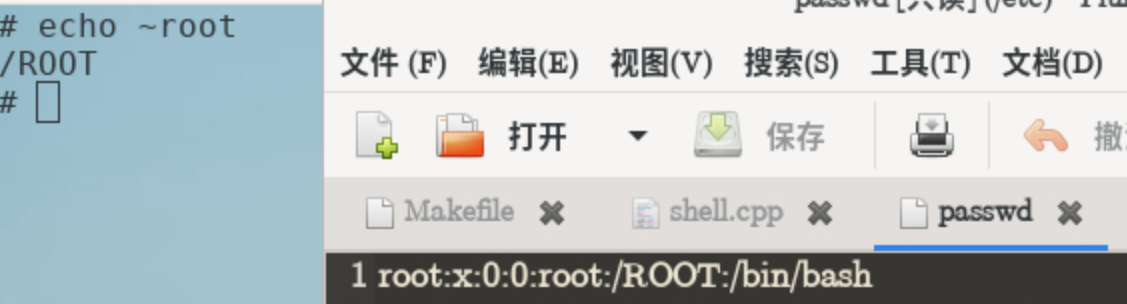 # echo ~root
/ROOT
#
文件 (F) 编辑(E) 视图(V) 搜索(S) 工具(T) 文档(D)
打开 保存
Makefile shell.cpp passwd
1 root:x:0:0:root:/ROOT:/bin/bash